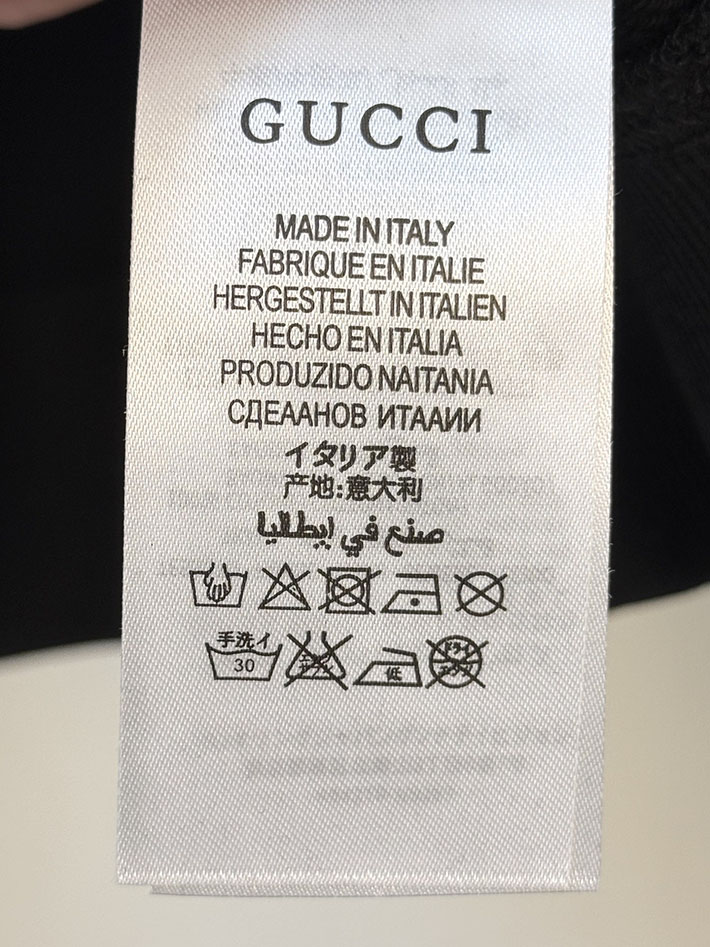 GUCCI
MADE IN ITALY
FABRIQUE EN ITALIE
HERGESTELLT IN ITALIEN
HECHO EN ITALIA
PRODUZIDO NAITANIA
СДЕААНОВ ИТААИИ
イタリア製
产地:意大利
صنع في إيطاليا
手洗イ
30
低